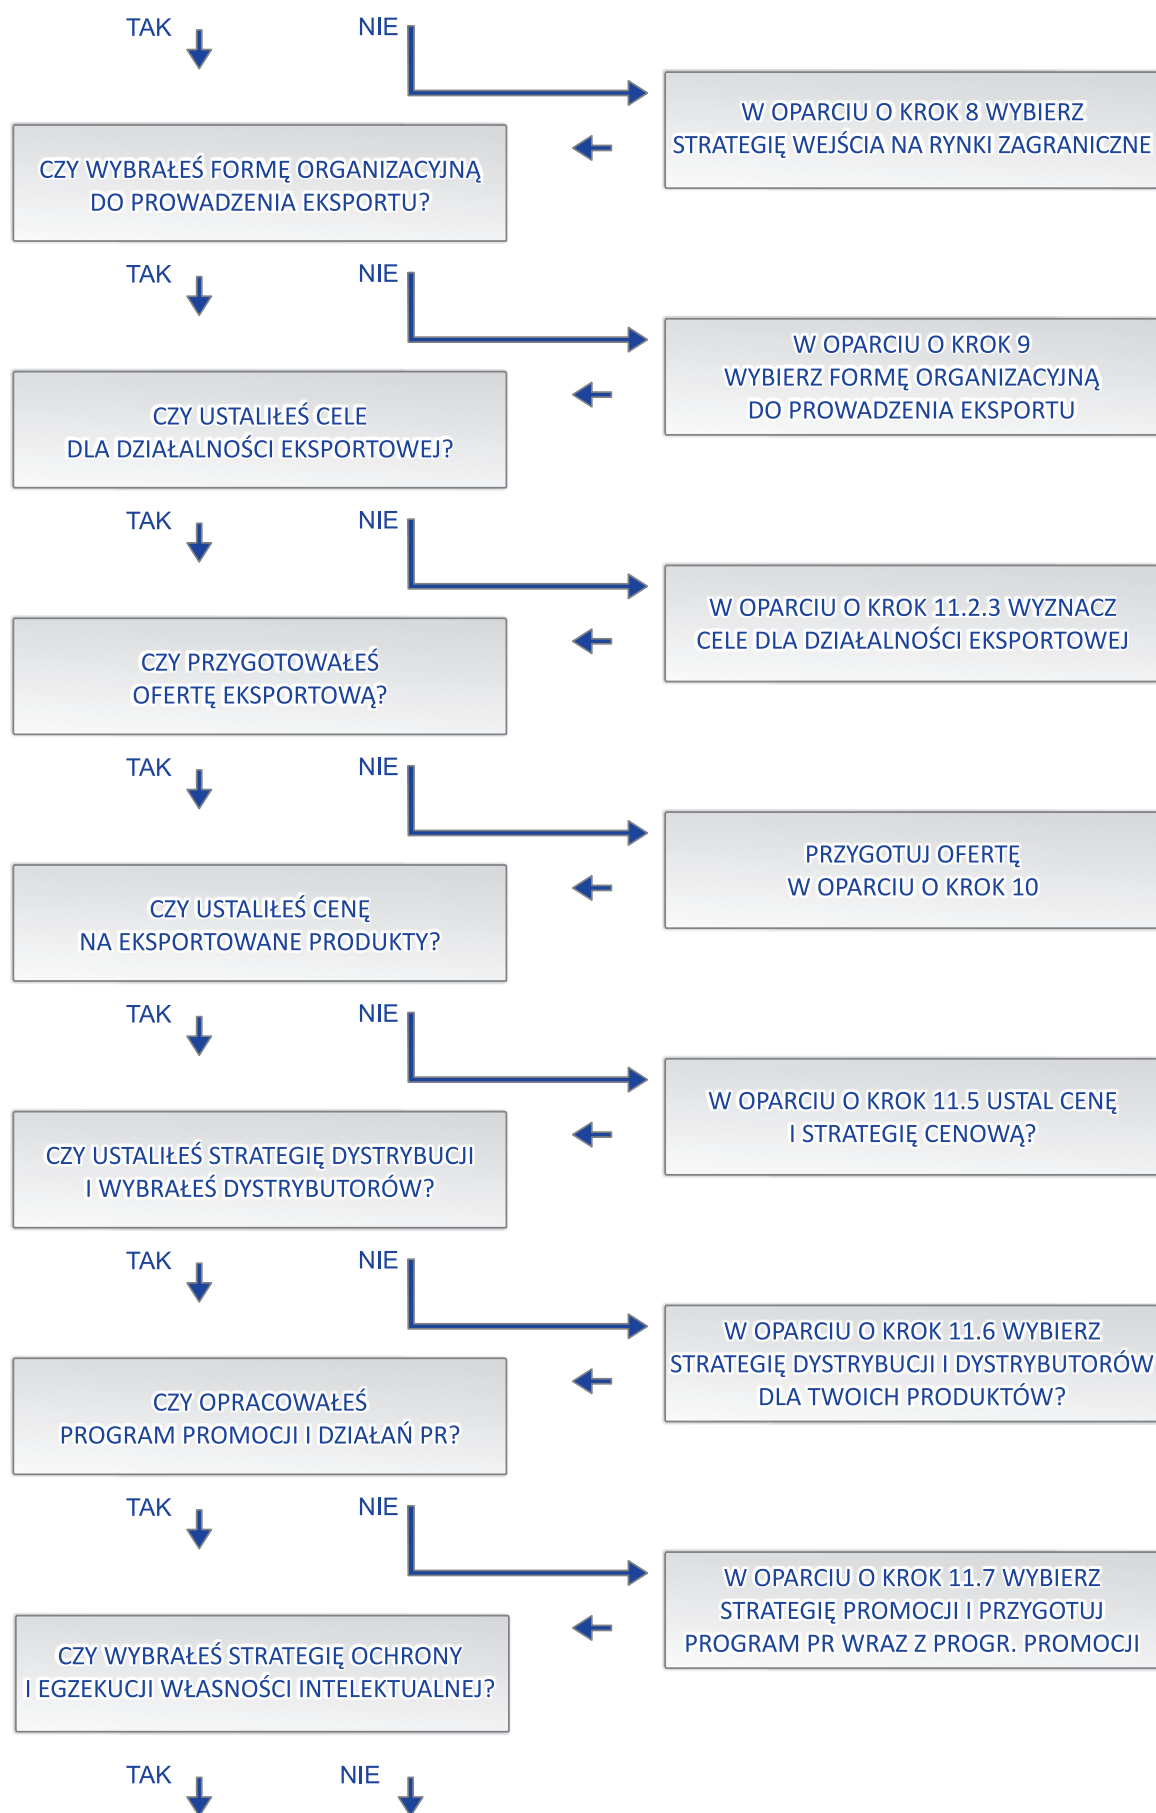 TAK NIE
W OPARCIU O KROK 8 WYBIERZ
STRATEGIĘ WEJŚCIA NA RYNKI ZAGRANICZNE
CZY WYBRAŁEŚ FORMĘ ORGANIZACYJNĄ
DO PROWADZENIA EKSPORTU?
TAK NIE
W OPARCIU O KROK 9
WYBIERZ FORMĘ ORGANIZACYJNĄ
DO PROWADZENIA EKSPORTU
CZY USTALIŁEŚ CELE
DLA DZIAŁALNOŚCI EKSPORTOWEJ?
TAK NIE
W OPARCIU O KROK 11.2.3 WYZNACZ
CELE DLA DZIAŁALNOŚCI EKSPORTOWEJ
CZY PRZYGOTOWAŁEŚ
OFERTĘ EKSPORTOWĄ?
TAK NIE
PRZYGOTUJ OFERTĘ
W OPARCIU O KROK 10
CZY USTALIŁEŚ CENĘ
NA EKSPORTOWANE PRODUKTY?
TAK NIE
W OPARCIU O KROK 11.5 USTAL CENĘ
I STRATEGIĘ CENOWĄ?
CZY USTALIŁEŚ STRATEGIĘ DYSTRYBUCJI
I WYBRAŁEŚ DYSTRYBUTORÓW?
TAK NIE
W OPARCIU O KROK 11.6 WYBIERZ
STRATEGIĘ DYSTRYBUCJI I DYSTRYBUTORÓW
DLA TWOICH PRODUKTÓW?
CZY OPRACOWAŁEŚ
PROGRAM PROMOCJI I DZIAŁAŃ PR?
TAK NIE
W OPARCIU O KROK 11.7 WYBIERZ
STRATEGIĘ PROMOCJI I PRZYGOTUJ
PROGRAM PR WRAZ Z PROGR. PROMOCJI
CZY WYBRAŁEŚ STRATEGIĘ OCHRONY
I EGZEKUCJI WŁASNOŚCI INTELEKTUALNEJ?
TAK NIE